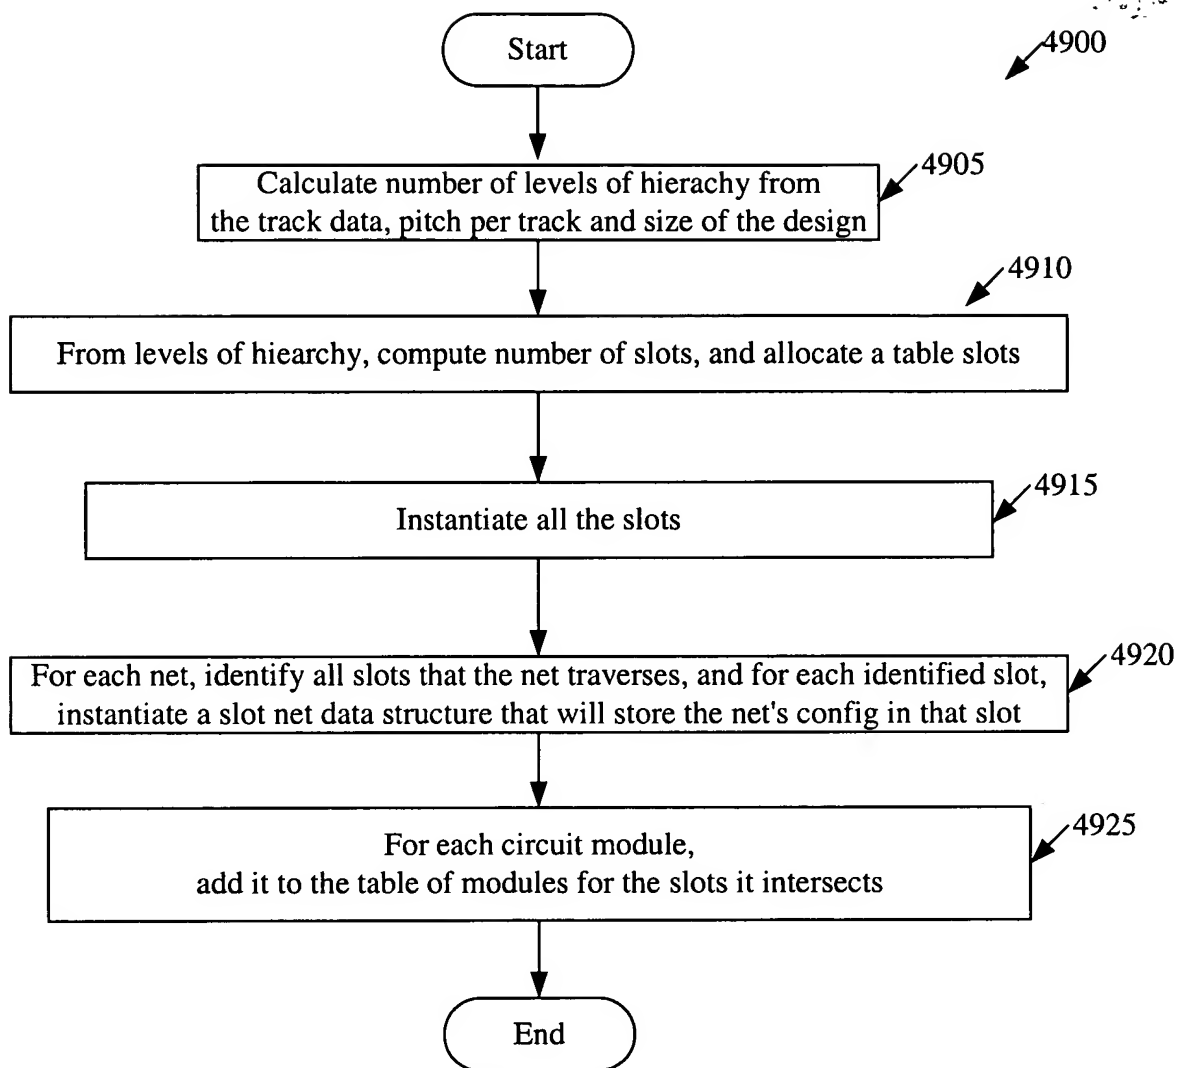 Start
4900
4905
Calculate number of levels of hierachy from
the track data, pitch per track and size of the design
4910
From levels of hiearchy, compute number of slots, and allocate a table slots
4915
Instantiate all the slots
4920
For each net, identify all slots that the net traverses, and for each identified slot,
instantiate a slot net data structure that will store the net's config in that slot
4925
For each circuit module,
add it to the table of modules for the slots it intersects
End